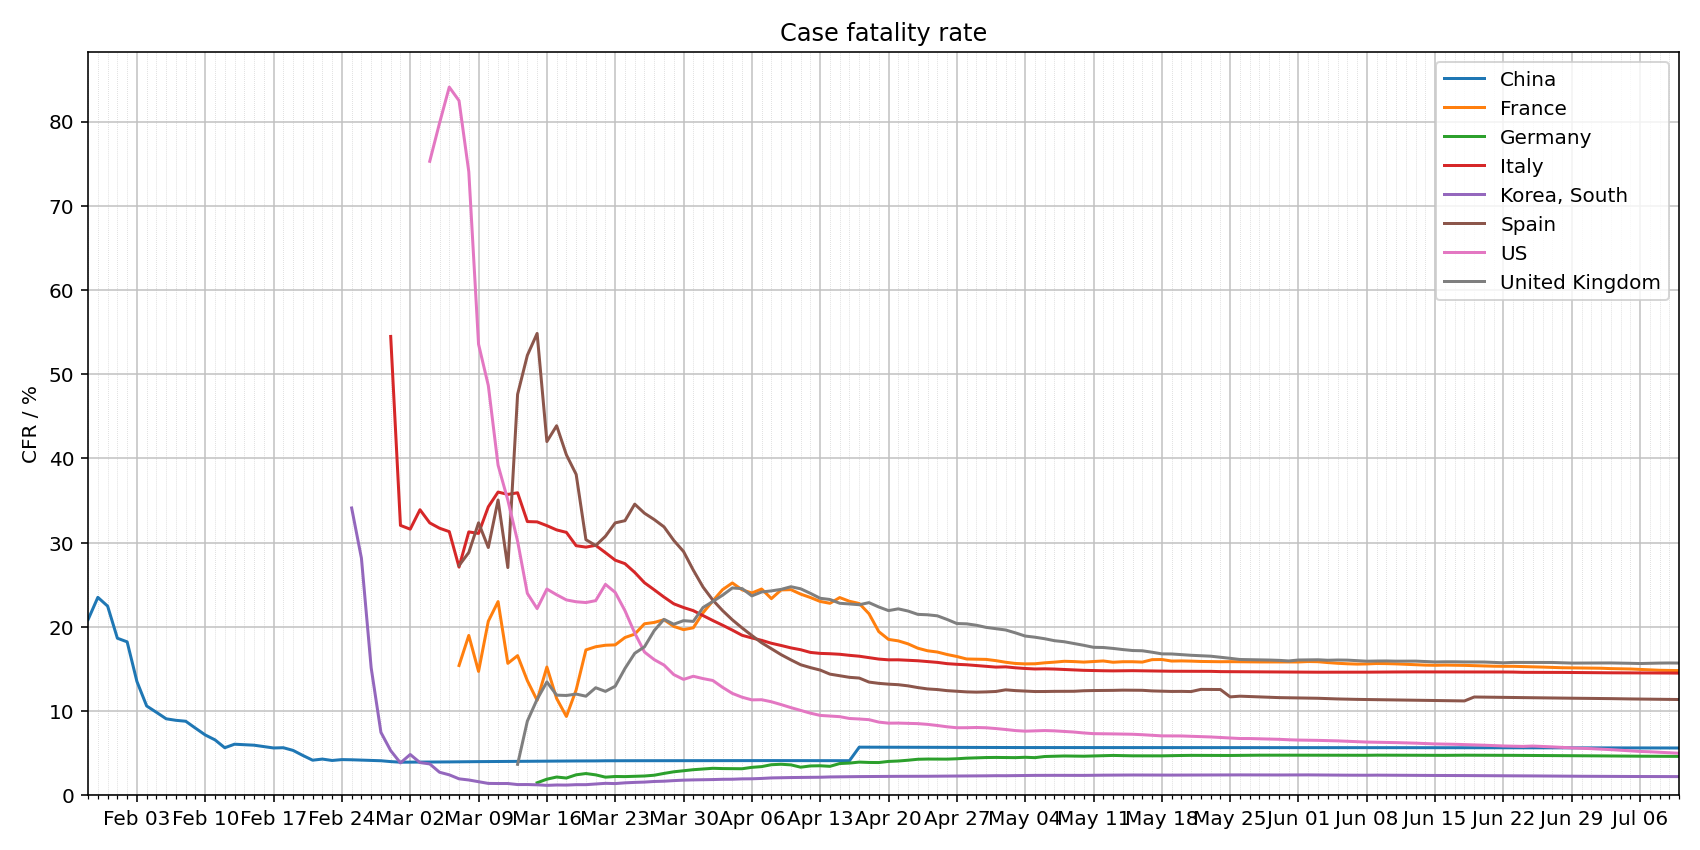 Case fatality rate
CFR / %
80
70
60
50
40
30
20
10
0
China
France
Germany
Italy
Korea, South
Spain
US
United Kingdom
Feb 03 Feb 10 Feb 17 Feb 24 Mar 02 Mar 09 Mar 16 Mar 23 Mar 30 Apr 06 Apr 13 Apr 20 Apr 27 May 04 May 11 May 18 May 25 Jun 01 Jun 08 Jun 15 Jun 22 Jun 29 Jul 06